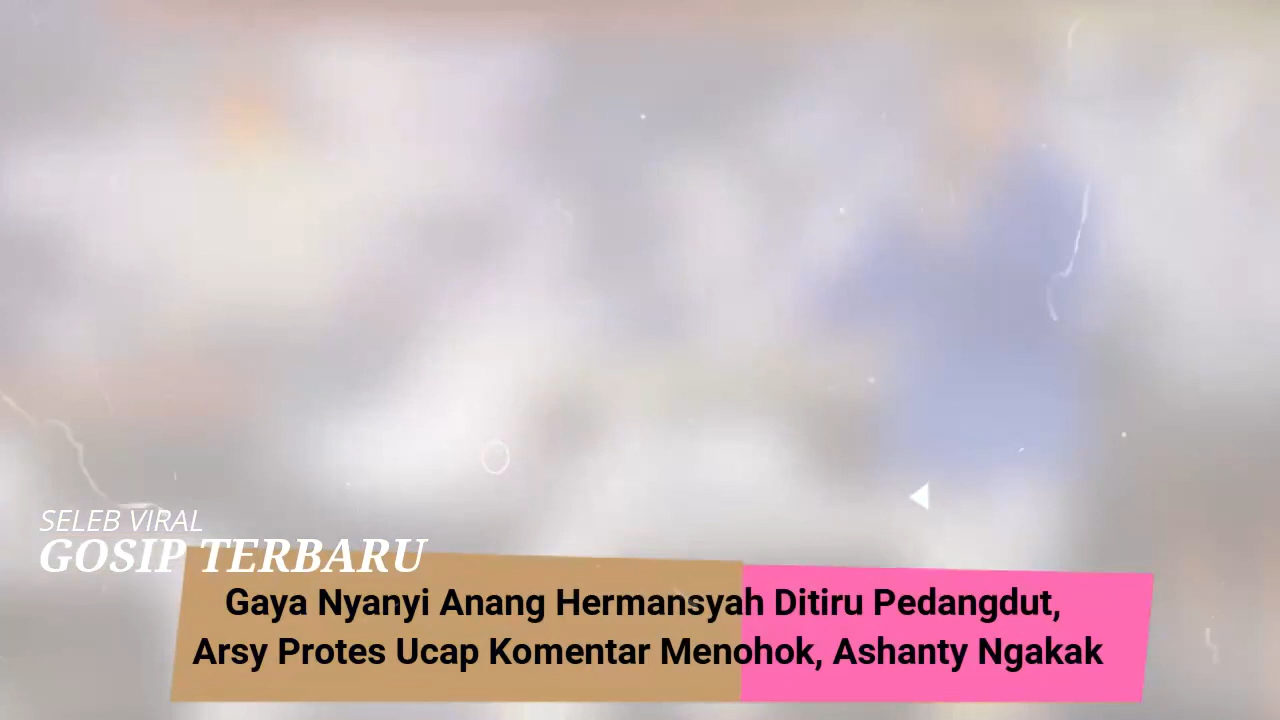 SELEB VIRAL
GOSIP TERBARU
Gaya Nyanyi Anang Hermansyah Ditiru Pedangdut,
Arsy Protes Ucap Komentar Menohok, Ashanty Ngakak